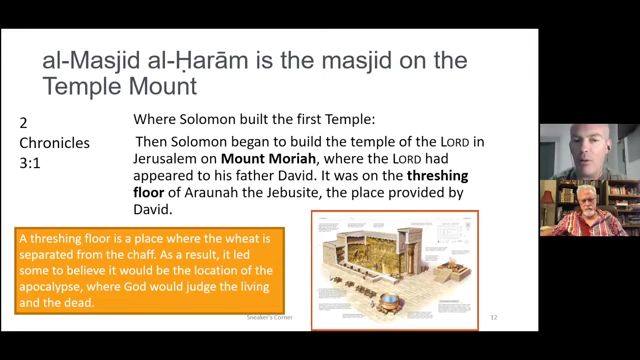 al-Masjid al-Ḥarām is the masjid on the
Temple Mount
2
Chronicles
3:1
Where Solomon built the first Temple:
Then Solomon began to build the temple of the LORD in
Jerusalem on Mount Moriah, where the LORD had
appeared to his father David. It was on the threshing
floor of Araunah the Jebusite, the place provided by
David.
A threshing floor is a place where the wheat is
separated from the chaff. As a result, it led
some to believe it would be the location of the
apocalypse, where God would judge the living
and the dead.
Sneaker's Corner
12